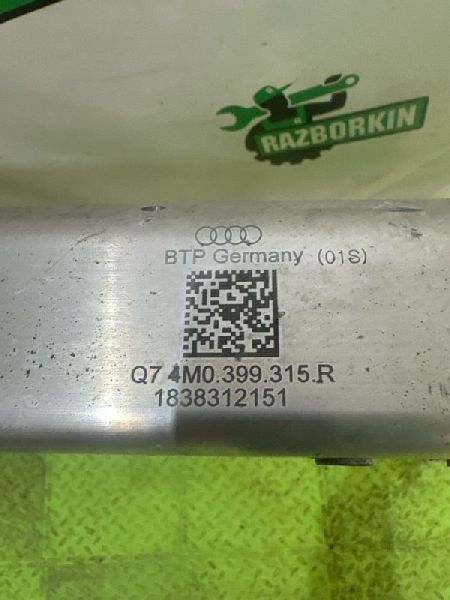 RAZBORKIN
BTP Germany (01S)
Q7 4M0.399.315.R
1838312151